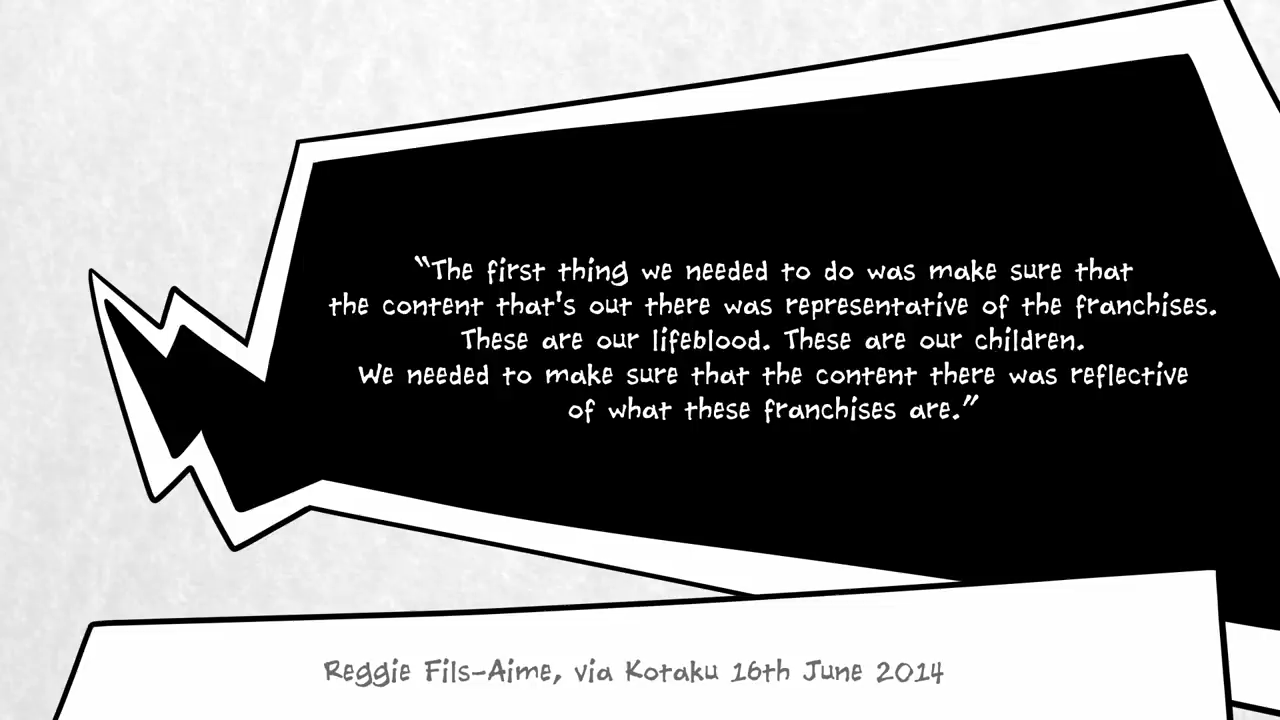 “The first thing we needed to do was make sure that
the content that's out there was representative of the franchises.
These are our lifeblood. These are our children.
We needed to make sure that the content there was reflective
of what these franchises are.”
Reggie Fils-Aime, via Kotaku 16th June 2014